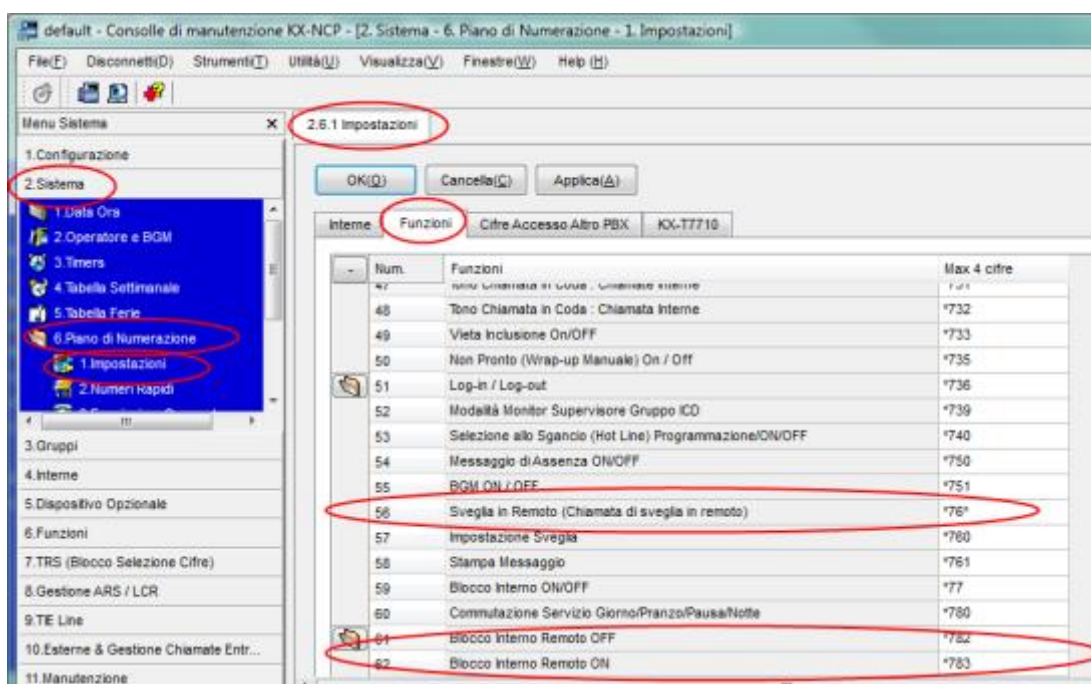 default - Consolle di manutenzione KX-NCP - [2. Sistema - 6. Piano di Numerazione - 1. Impostazioni]
File(F) Disconnetti(D) Strumenti(T) Utilità(U) Visualizza(V) Finestre(W) Help (H)
Menu Sistema
1.Configurazione
2.Sistema
1.Data Ora
2.Operatore e BGM
3.Timers
4.Tabella Settimanale
5.Tabella Ferie
6.Piano di Numerazione
1.Impostazioni
2.Numeri Rapidi
3.Gruppi
4.Interne
5.Dispositivo Opzionale
6.Funzioni
7.TRS (Blocco Selezione Cifre)
8.Gestione ARS / LCR
9.TIE Line
10.Esterne & Gestione Chiamate Entr...
11.Manutenzione
2.6.1 Impostazioni
OK(O) Cancella(C) Applica(A)
Interne Funzioni Cifre Accesso Altro PBX KX-T7710
- Num. Funzioni Max 4 cifre
47 Tono Chiamata in Coda : Chiamate Esterne *731
48 Tono Chiamata in Coda : Chiamata Interne *732
49 Vieta Inclusione On/OFF *733
50 Non Pronto (Wrap-up Manuale) On / Off *735
51 Log-in / Log-out *736
52 Modalità Monitor Supervisore Gruppo ICD *739
53 Selezione allo Sgancio (Hot Line) Programmazione/ON/OFF *740
54 Messaggio di Assenza ON/OFF *750
55 BGM ON / OFF *751
56 Sveglia in Remoto (Chiamata di sveglia in remoto) *76*
57 Impostazione Sveglia *760
58 Stampa Messaggio *761
59 Blocco Interno ON/OFF *77
60 Commutazione Servizio Giorno/Pranzo/Pausa/Notte *780
61 Blocco Interno Remoto OFF *782
62 Blocco Interno Remoto ON *783